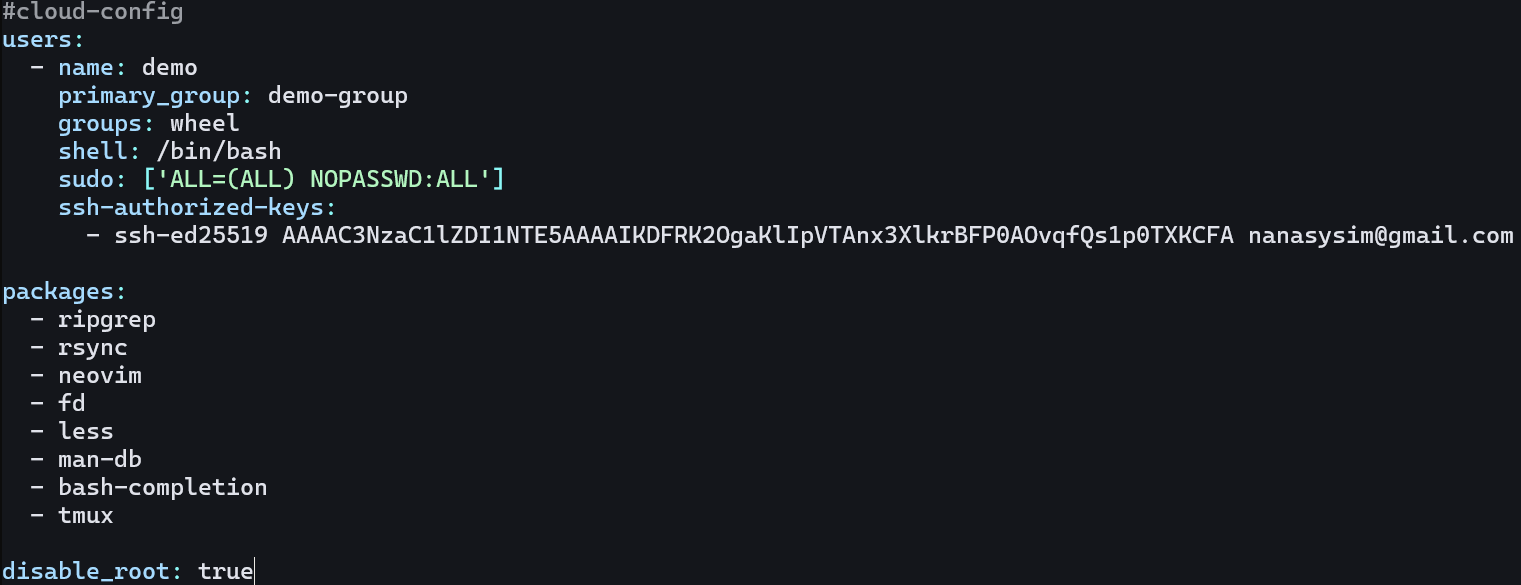 #cloud-config
users:
  - name: demo
    primary_group: demo-group
    groups: wheel
    shell: /bin/bash
    sudo: ['ALL=(ALL) NOPASSWD:ALL']
    ssh-authorized-keys:
      - ssh-ed25519 AAAAC3NzaC1lZDI1NTE5AAAAIKDFRK2OgaKlIpVTAnx3XlkrBFP0AOvqfQs1p0TXKCFA nanasysim@gmail.com

packages:
  - ripgrep
  - rsync
  - neovim
  - fd
  - less
  - man-db
  - bash-completion
  - tmux

disable_root: true